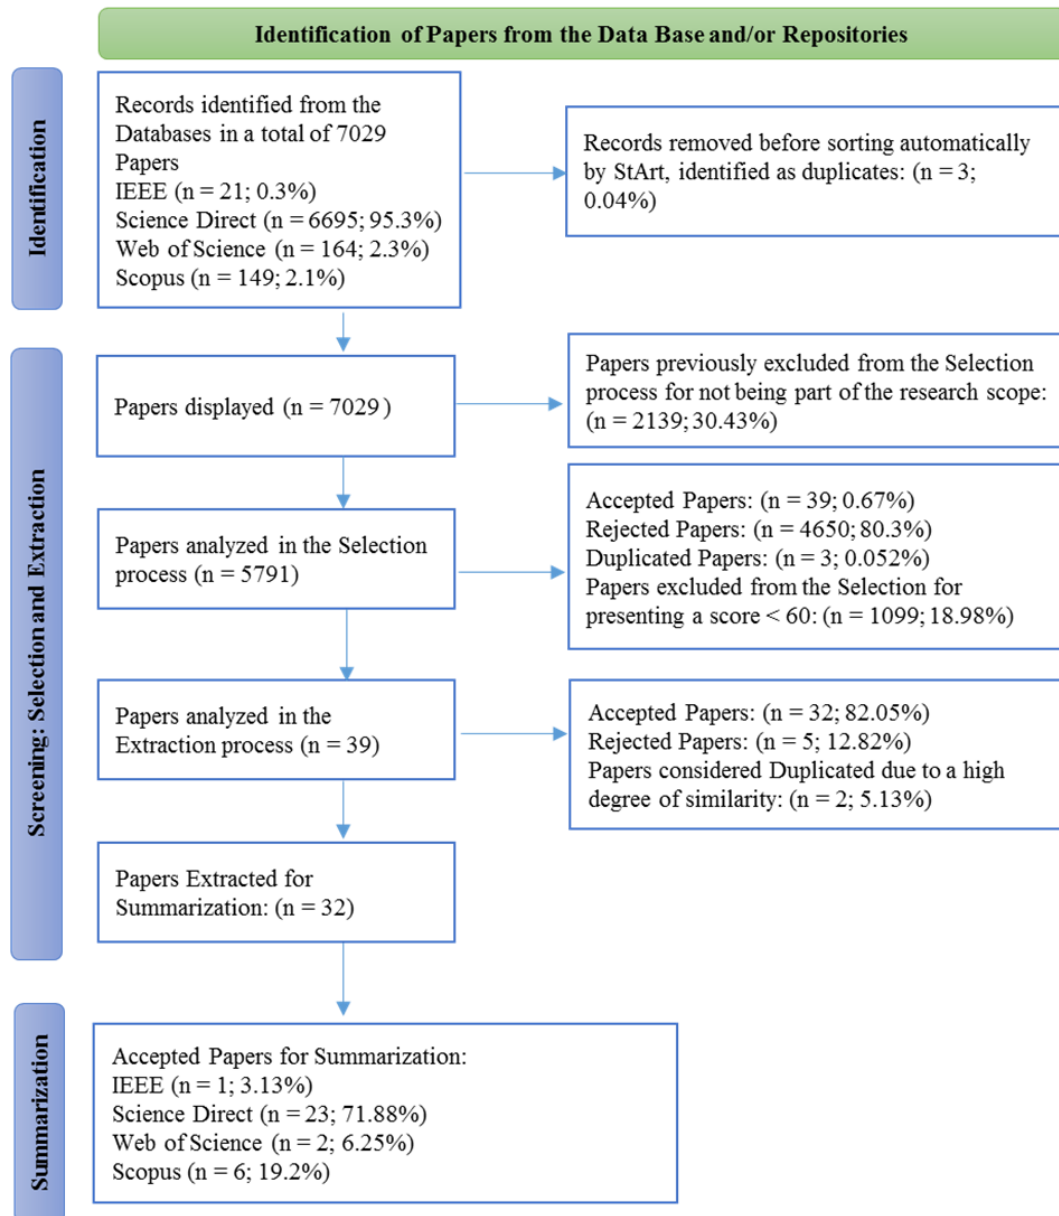 Identification of Papers from the Data Base and/or Repositories
Identification
Records identified from the
Databases in a total of 7029
Papers
IEEE (n = 21; 0.3%)
Science Direct (n = 6695; 95.3%)
Web of Science (n = 164; 2.3%)
Scopus (n = 149; 2.1%)
Records removed before sorting automatically
by StArt, identified as duplicates: (n = 3;
0.04%)
Screening: Selection and Extraction
Papers displayed (n = 7029 )
Papers previously excluded from the Selection
process for not being part of the research scope:
(n = 2139; 30.43%)
Papers analyzed in the Selection
process (n = 5791)
Accepted Papers: (n = 39; 0.67%)
Rejected Papers: (n = 4650; 80.3%)
Duplicated Papers: (n = 3; 0.052%)
Papers excluded from the Selection for
presenting a score < 60: (n = 1099; 18.98%)
Papers analyzed in the
Extraction process (n = 39)
Accepted Papers: (n = 32; 82.05%)
Rejected Papers: (n = 5; 12.82%)
Papers considered Duplicated due to a high
degree of similarity: (n = 2; 5.13%)
Papers Extracted for
Summarization: (n = 32)
Summarization
Accepted Papers for Summarization:
IEEE (n = 1; 3.13%)
Science Direct (n = 23; 71.88%)
Web of Science (n = 2; 6.25%)
Scopus (n = 6; 19.2%)